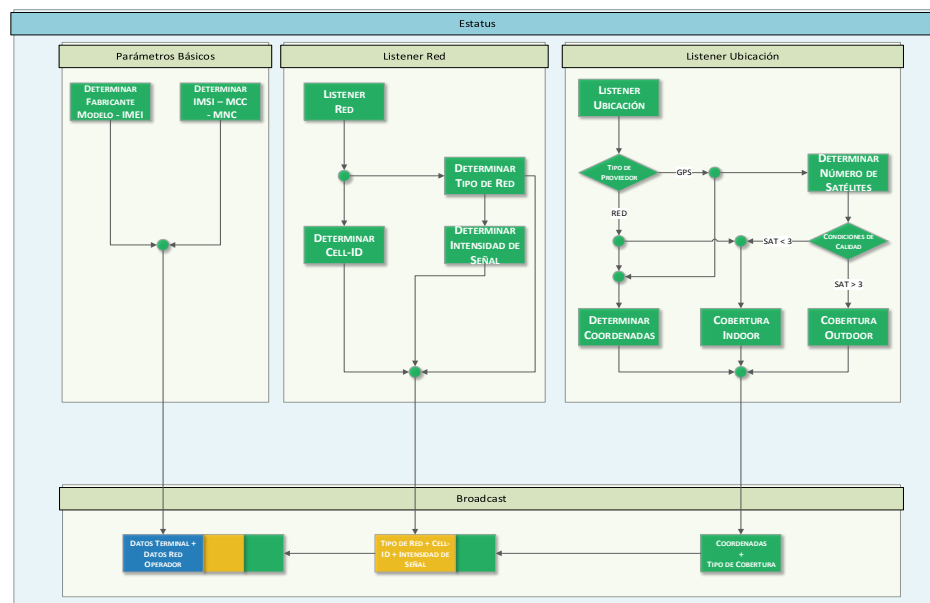 Estatus
Parámetros Básicos
Determinar
Fabricante
Modelo - IMEI
Determinar
IMSI – MCC
- MNC
Listener Red
Listener
Red
Determinar
Tipo de Red
Determinar
Cell-ID
Determinar
Intensidad de
Señal
Listener Ubicación
Listener
Ubicación
Tipo de
Proveedor
GPS
RED
Determinar
Número de
Satélites
Condiciones de
Calidad
SAT < 3
SAT > 3
Determinar
Coordenadas
Cobertura
Indoor
Cobertura
Outdoor
Broadcast
Datos Terminal +
Datos Red
Operador
Tipo de Red + Cell-
ID + Intensidad de
Señal
Coordenadas
+
Tipo de Cobertura